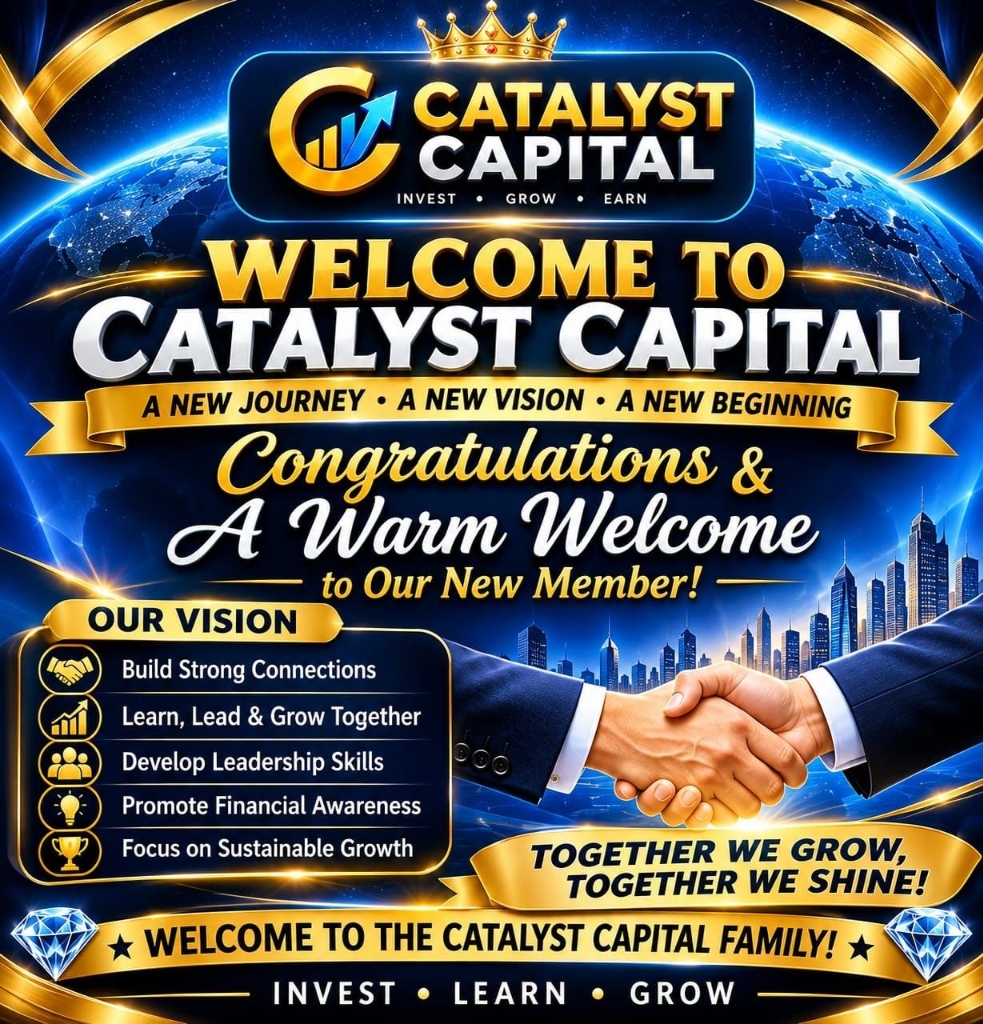 CATALYST
CAPITAL
INVEST • GROW • EARN
WELCOME TO
CATALYST CAPITAL
A NEW JOURNEY • A NEW VISION • A NEW BEGINNING
Congratulations &
A Warm Welcome
to Our New Member!
OUR VISION
Build Strong Connections
Learn, Lead & Grow Together
Develop Leadership Skills
Promote Financial Awareness
Focus on Sustainable Growth
TOGETHER WE GROW,
TOGETHER WE SHINE!
★ WELCOME TO THE CATALYST CAPITAL FAMILY! ★
INVEST • LEARN • GROW